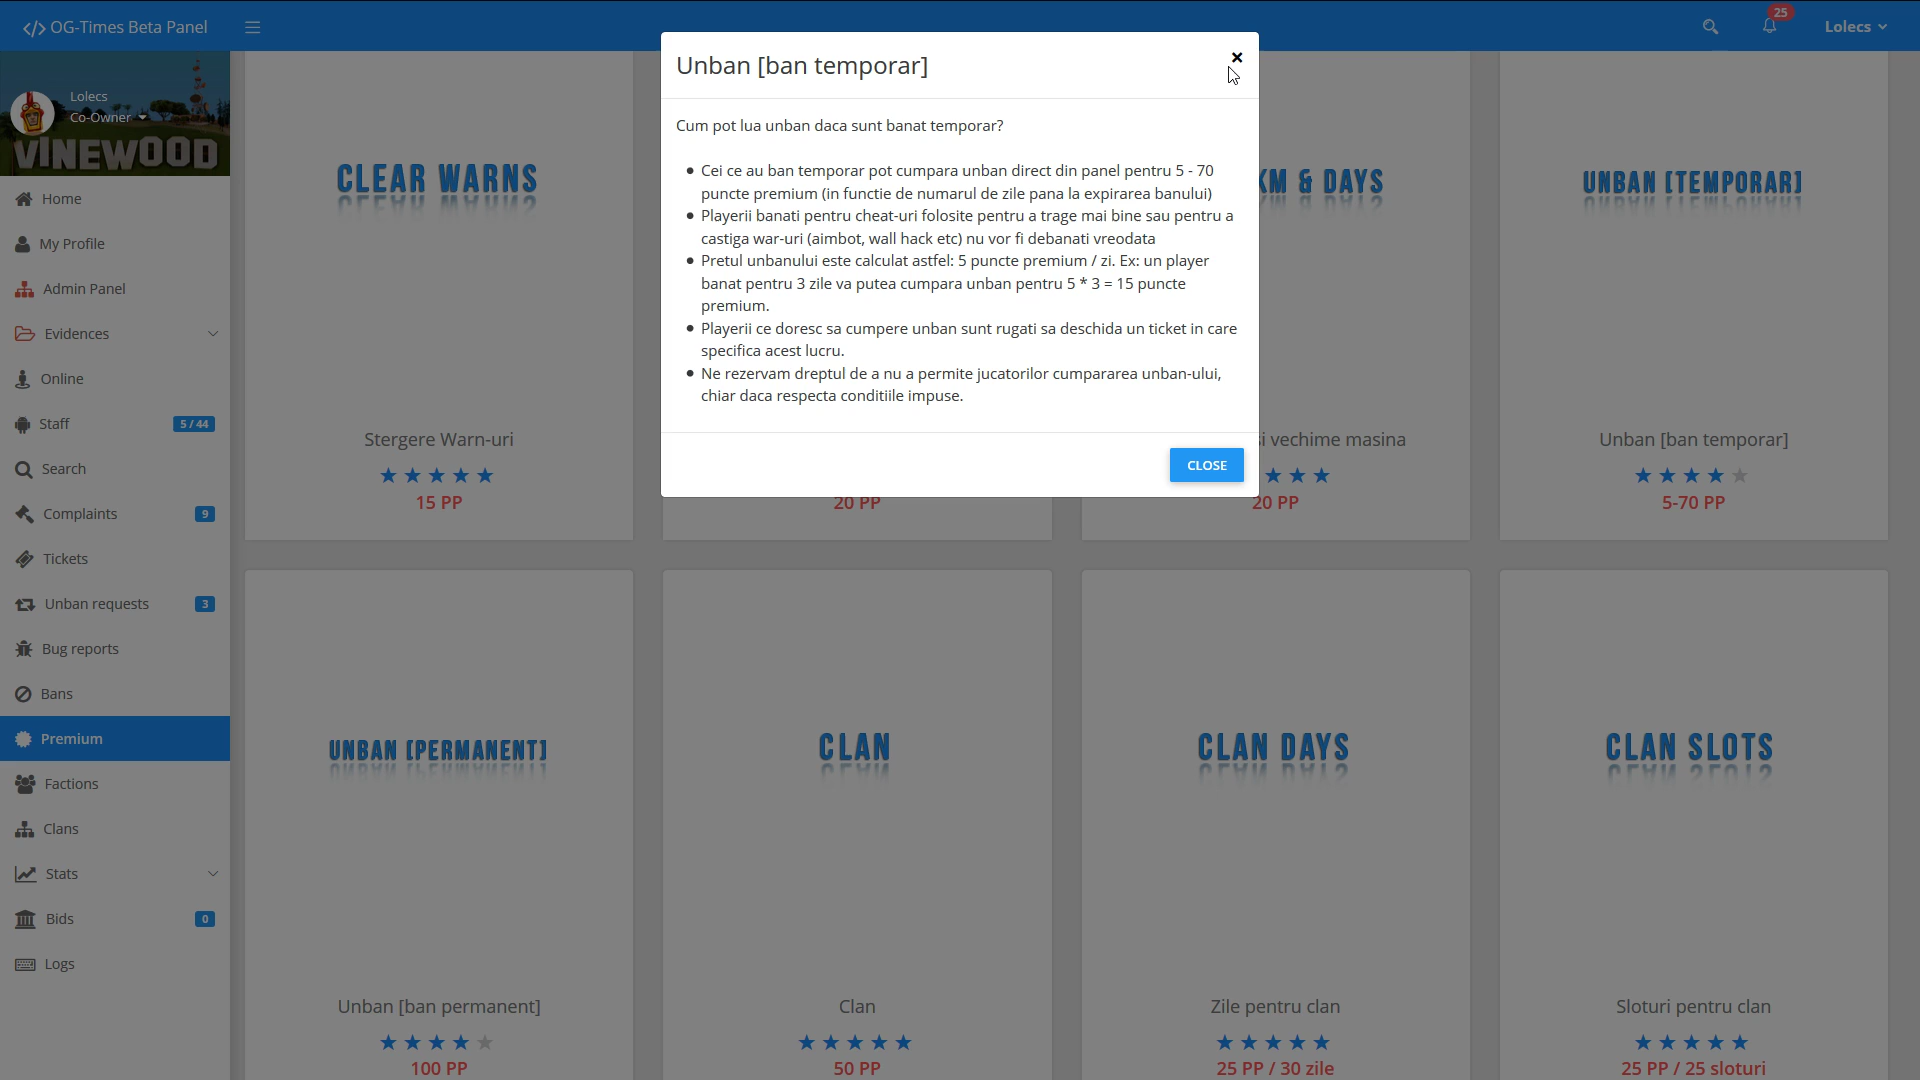 OG-Times Beta Panel
25
Lolecs
Lolecs
Co-Owner
VINEWOOD
Home
My Profile
Admin Panel
Evidences
Online
Staff
5 / 44
Search
Complaints
9
Tickets
Unban requests
3
Bug reports
Bans
Premium
Factions
Clans
Stats
Bids
0
Logs
Unban [ban temporar]
×
Cum pot lua unban daca sunt banat temporar?
Cei ce au ban temporar pot cumpara unban direct din panel pentru 5 - 70
puncte premium (in functie de numarul de zile pana la expirarea banului)
Playerii banati pentru cheat-uri folosite pentru a trage mai bine sau pentru a
castiga war-uri (aimbot, wall hack etc) nu vor fi debanati vreodata
Pretul unbanului este calculat astfel: 5 puncte premium / zi. Ex: un player
banat pentru 3 zile va putea cumpara unban pentru 5 * 3 = 15 puncte
premium.
Playerii ce doresc sa cumpere unban sunt rugati sa deschida un ticket in care
specifica acest lucru.
Ne rezervam dreptul de a nu a permite jucatorilor cumpararea unban-ului,
chiar daca respecta conditiile impuse.
CLOSE
CLEAR WARNS
Stergere Warn-uri
15 PP
20 PP
KM & DAYS
si vechime masina
20 PP
UNBAN [TEMPORAR]
Unban [ban temporar]
5-70 PP
UNBAN [PERMANENT]
Unban [ban permanent]
100 PP
CLAN
Clan
50 PP
CLAN DAYS
Zile pentru clan
25 PP / 30 zile
CLAN SLOTS
Sloturi pentru clan
25 PP / 25 sloturi